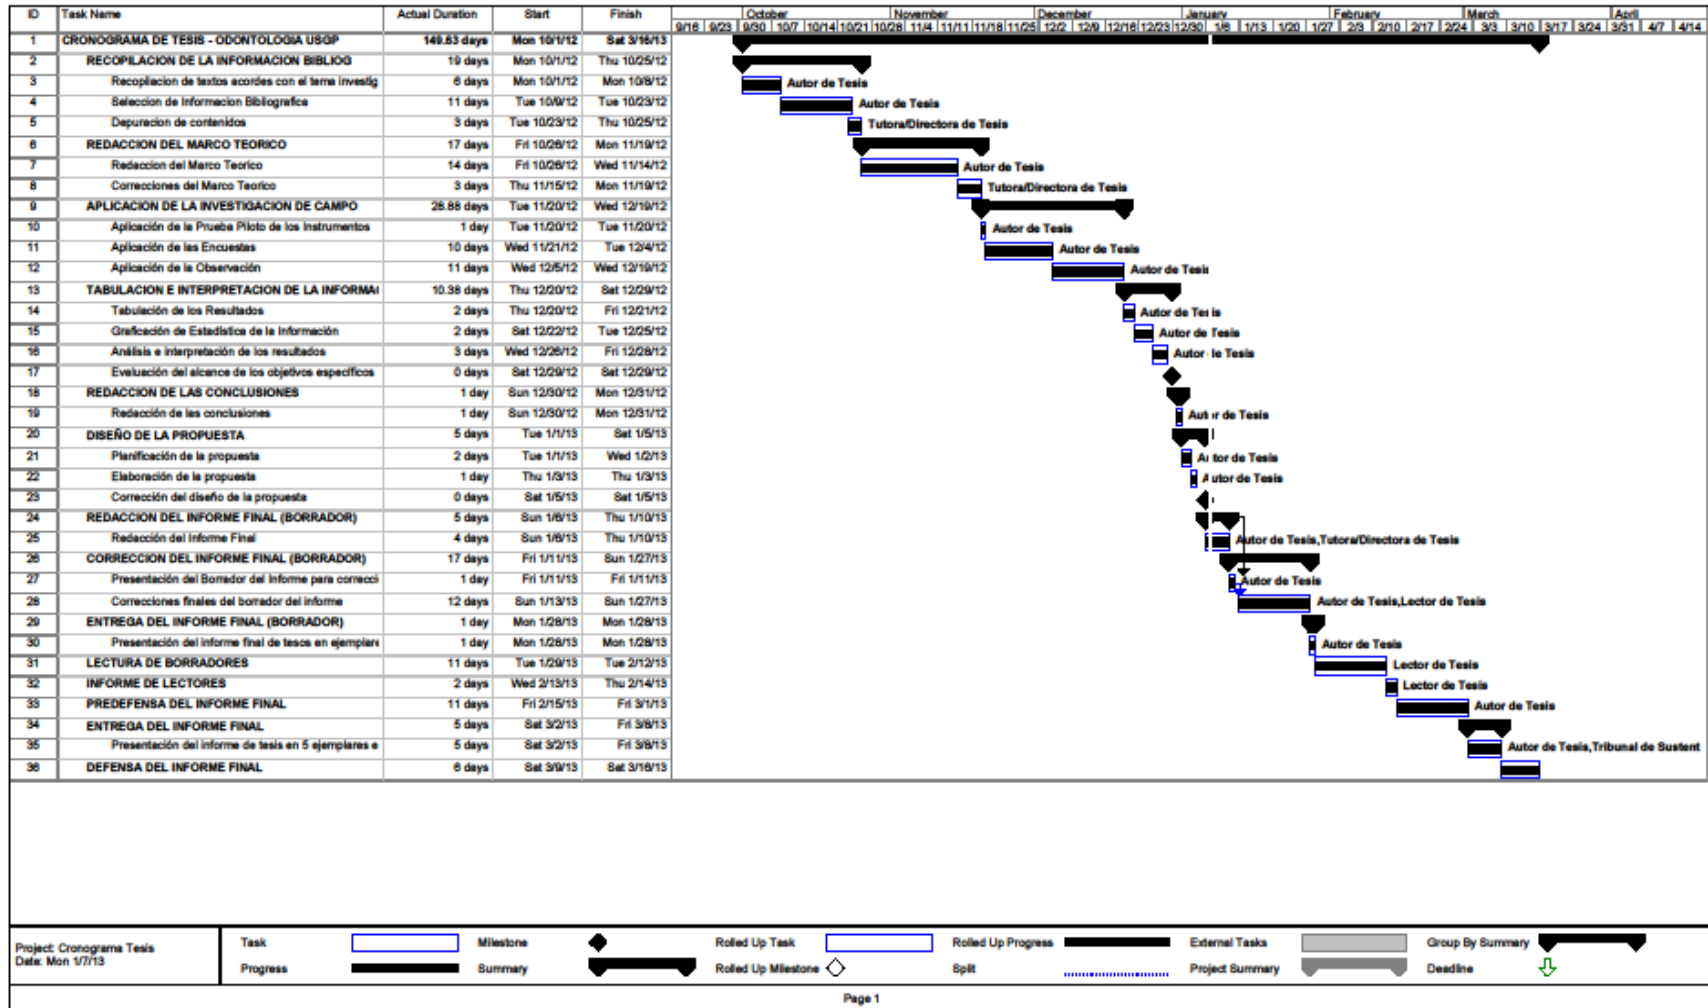 ID Task Name Actual Duration Start Finish October November December January February March April
9/16 9/23 9/30 10/7 10/14 10/21 10/28 11/4 11/11 11/18 11/25 12/2 12/9 12/16 12/23 12/30 1/6 1/13 1/20 1/27 2/3 2/10 2/17 2/24 3/3 3/10 3/17 3/24 3/31 4/7 4/14
1 CRONOGRAMA DE TESIS - ODONTOLOGIA USGP 149.63 days Mon 10/1/12 Sat 3/16/13
2 RECOPILACION DE LA INFORMACION BIBLIOG 19 days Mon 10/1/12 Thu 10/25/12
3 Recopilacion de textos acordes con el tema investig 6 days Mon 10/1/12 Mon 10/8/12 Autor de Tesis
4 Seleccion de Informacion Bibliografica 11 days Tue 10/9/12 Tue 10/23/12 Autor de Tesis
5 Depuracion de contenidos 3 days Tue 10/23/12 Thu 10/25/12 Tutora/Directora de Tesis
6 REDACCION DEL MARCO TEORICO 17 days Fri 10/26/12 Mon 11/19/12
7 Redaccion del Marco Teorico 14 days Fri 10/26/12 Wed 11/14/12 Autor de Tesis
8 Correcciones del Marco Teorico 3 days Thu 11/15/12 Mon 11/19/12 Tutora/Directora de Tesis
9 APLICACION DE LA INVESTIGACION DE CAMPO 28.88 days Tue 11/20/12 Wed 12/19/12
10 Aplicación de la Prueba Piloto de los Instrumentos 1 day Tue 11/20/12 Tue 11/20/12 Autor de Tesis
11 Aplicación de las Encuestas 10 days Wed 11/21/12 Tue 12/4/12 Autor de Tesis
12 Aplicación de la Observación 11 days Wed 12/5/12 Wed 12/19/12 Autor de Tesis
13 TABULACION E INTERPRETACION DE LA INFORMA 10.38 days Thu 12/20/12 Sat 12/29/12
14 Tabulación de los Resultados 2 days Thu 12/20/12 Fri 12/21/12 Autor de Tesis
15 Graficación de Estadística de la Información 2 days Sat 12/22/12 Tue 12/25/12 Autor de Tesis
16 Análisis e interpretación de los resultados 3 days Wed 12/26/12 Fri 12/28/12 Autor de Tesis
17 Evaluación del alcance de los objetivos específicos 0 days Sat 12/29/12 Sat 12/29/12
18 REDACCION DE LAS CONCLUSIONES 1 day Sun 12/30/12 Mon 12/31/12
19 Redacción de las conclusiones 1 day Sun 12/30/12 Mon 12/31/12 Autor de Tesis
20 DISEÑO DE LA PROPUESTA 5 days Tue 1/1/13 Sat 1/5/13
21 Planificación de la propuesta 2 days Tue 1/1/13 Wed 1/2/13 Autor de Tesis
22 Elaboración de la propuesta 1 day Thu 1/3/13 Thu 1/3/13 Autor de Tesis
23 Corrección del diseño de la propuesta 0 days Sat 1/5/13 Sat 1/5/13
24 REDACCION DEL INFORME FINAL (BORRADOR) 5 days Sun 1/6/13 Thu 1/10/13
25 Redacción del Informe Final 4 days Sun 1/6/13 Thu 1/10/13 Autor de Tesis,Tutora/Directora de Tesis
26 CORRECCION DEL INFORME FINAL (BORRADOR) 17 days Fri 1/11/13 Sun 1/27/13
27 Presentación del Borrador del Informe para correcci 1 day Fri 1/11/13 Fri 1/11/13 Autor de Tesis
28 Correcciones finales del borrador del informe 12 days Sun 1/13/13 Sun 1/27/13 Autor de Tesis,Lector de Tesis
29 ENTREGA DEL INFORME FINAL (BORRADOR) 1 day Mon 1/28/13 Mon 1/28/13
30 Presentación del informe final de tesos en ejemplare 1 day Mon 1/28/13 Mon 1/28/13 Autor de Tesis
31 LECTURA DE BORRADORES 11 days Tue 1/29/13 Tue 2/12/13 Lector de Tesis
32 INFORME DE LECTORES 2 days Wed 2/13/13 Thu 2/14/13 Lector de Tesis
33 PREDEFENSA DEL INFORME FINAL 11 days Fri 2/15/13 Fri 3/1/13 Autor de Tesis
34 ENTREGA DEL INFORME FINAL 5 days Sat 3/2/13 Fri 3/8/13
35 Presentación del informe de tesis en 5 ejemplares e 5 days Sat 3/2/13 Fri 3/8/13 Autor de Tesis,Tribunal de Sustent
36 DEFENSA DEL INFORME FINAL 6 days Sat 3/9/13 Sat 3/16/13
Project: Cronograma Tesis
Date: Mon 1/7/13
Task Milestone Rolled Up Task Rolled Up Progress External Tasks Group By Summary
Progress Summary Rolled Up Milestone Split Project Summary Deadline
Page 1